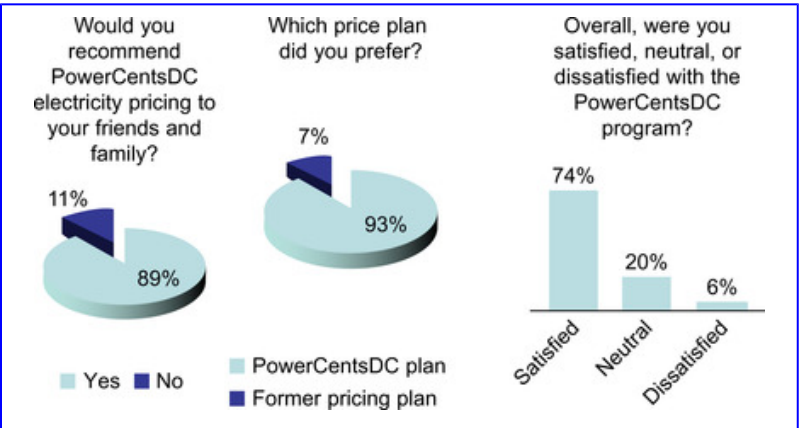 Would you
recommend
PowerCentsDC
electricity pricing to
your friends and
family?
11%
89%
Yes No
Which price plan
did you prefer?
7%
93%
PowerCentsDC plan
Former pricing plan
Overall, were you
satisfied, neutral, or
dissatisfied with the
PowerCentsDC
program?
74%
20%
6%
Satisfied
Neutral
Dissatisfied